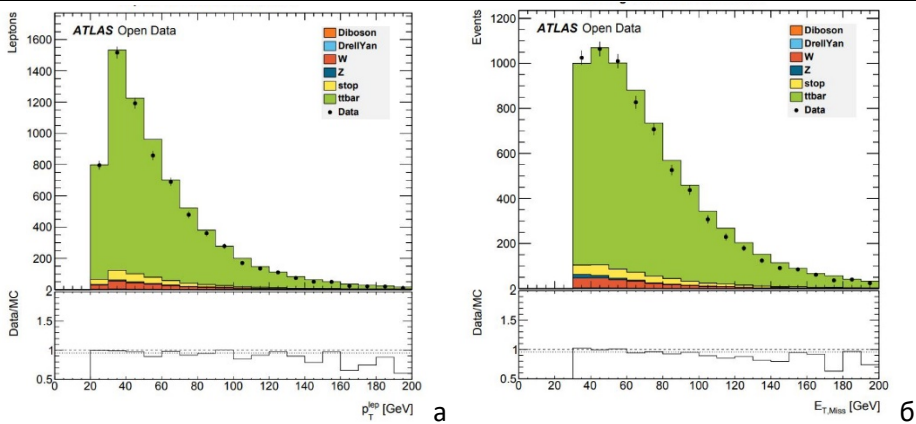 Leptons
ATLAS Open Data
Diboson
DrellYan
W
Z
stop
ttbar
Data
1600
1400
1200
1000
800
600
400
200
2
Data/MC
1.5
1
0.5
0 20 40 60 80 100 120 140 160 180 200
p_T^lep [GeV]
а
Events
ATLAS Open Data
Diboson
DrellYan
W
Z
stop
ttbar
Data
1200
1000
800
600
400
200
2
Data/MC
1.5
1
0.5
0 20 40 60 80 100 120 140 160 180 200
E_T,Miss [GeV]
б